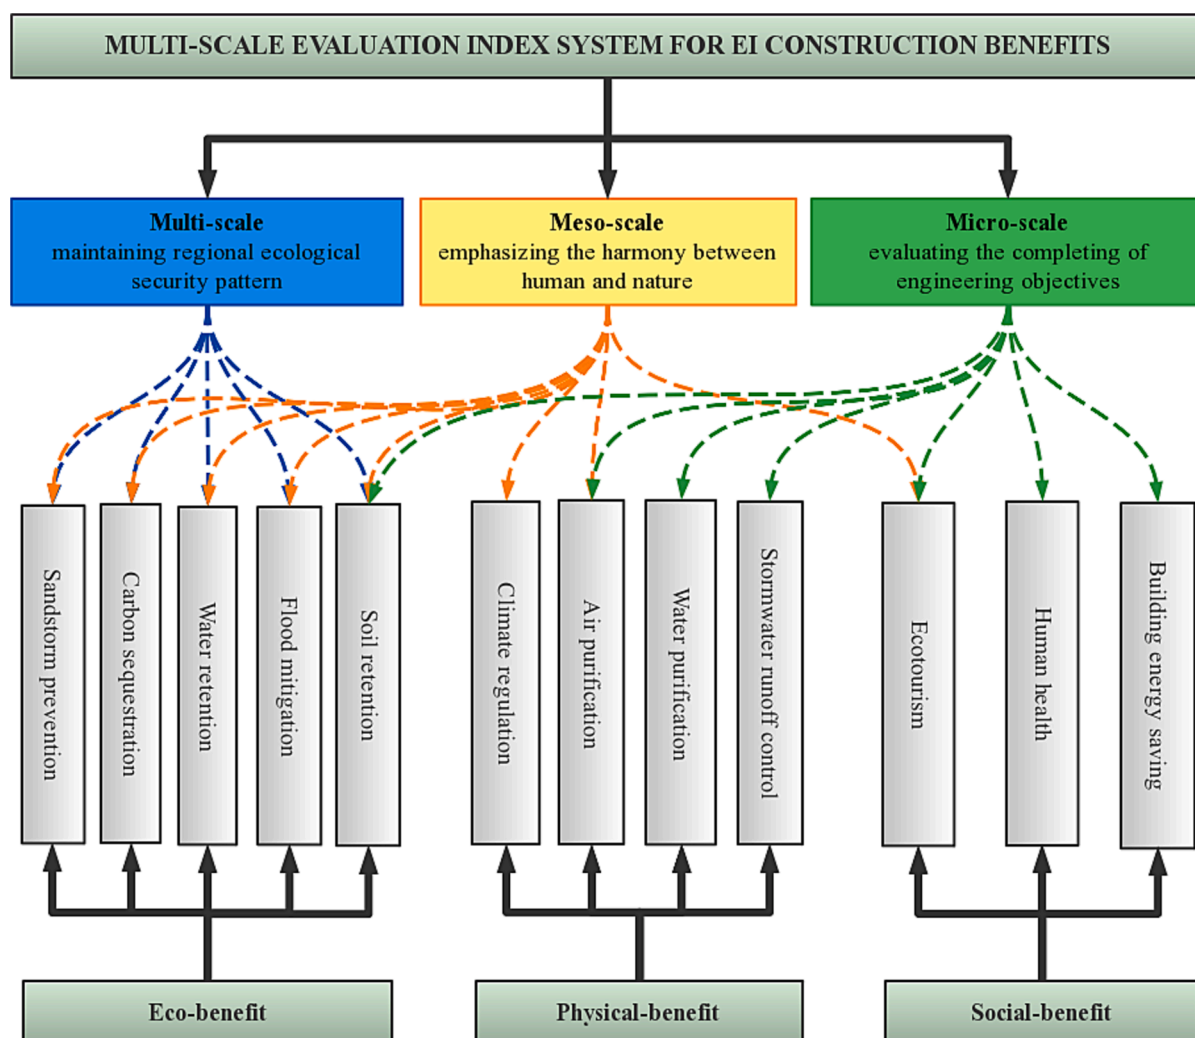 MULTI-SCALE EVALUATION INDEX SYSTEM FOR EI CONSTRUCTION BENEFITS
Multi-scale
maintaining regional ecological
security pattern
Meso-scale
emphasizing the harmony between
human and nature
Micro-scale
evaluating the completing of
engineering objectives
Sandstorm prevention
Carbon sequestration
Water retention
Flood mitigation
Soil retention
Climate regulation
Air purification
Water purification
Stormwater runoff control
Ecotourism
Human health
Building energy saving
Eco-benefit
Physical-benefit
Social-benefit